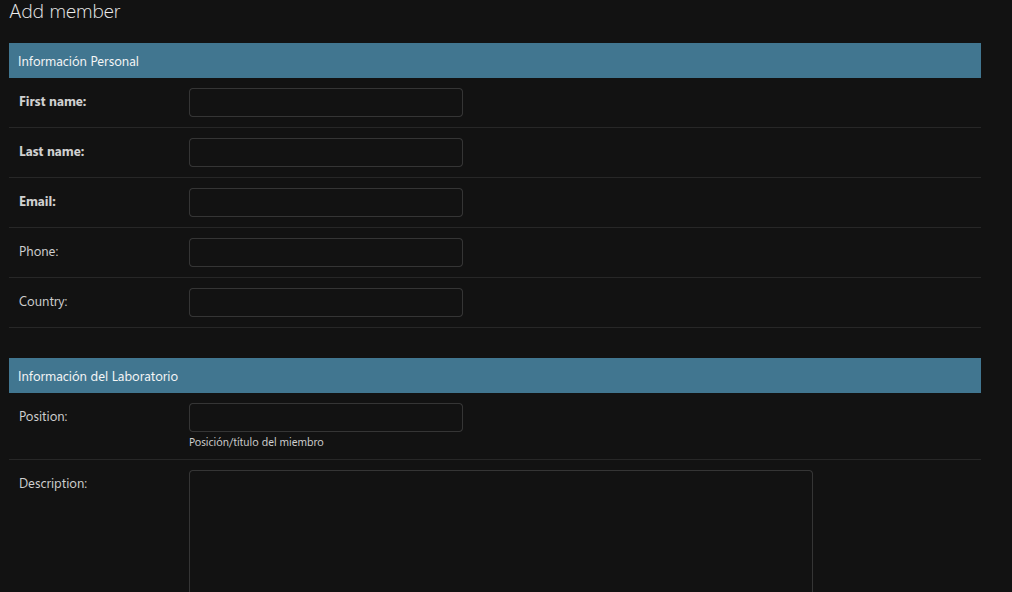 Add member
Información Personal
First name:
Last name:
Email:
Phone:
Country:
Información del Laboratorio
Position:
Posición/título del miembro
Description: